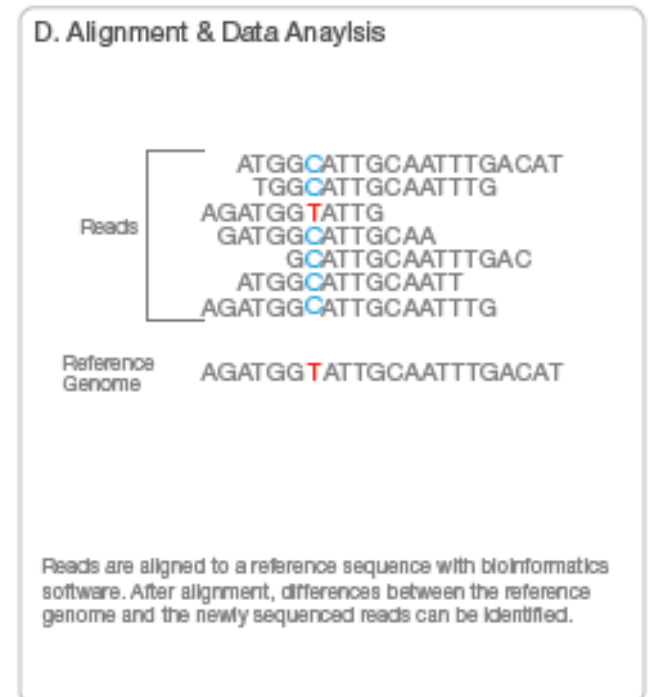 D. Alignment & Data Anaylsis
ATGGCATTGCAATTTGACAT
TGGCATTGCAATTTG
AGATGGTATTG
Reads
GATGGCATTGCAA
GCATTGCAATTTGAC
ATGGCATTGCAATT
AGATGGCATTGCAATTTG
Reference
Genome
AGATGGTATTGCAATTTGACAT
Reads are aligned to a reference sequence with bioinformatics
software. After alignment, differences between the reference
genome and the newly sequenced reads can be identified.